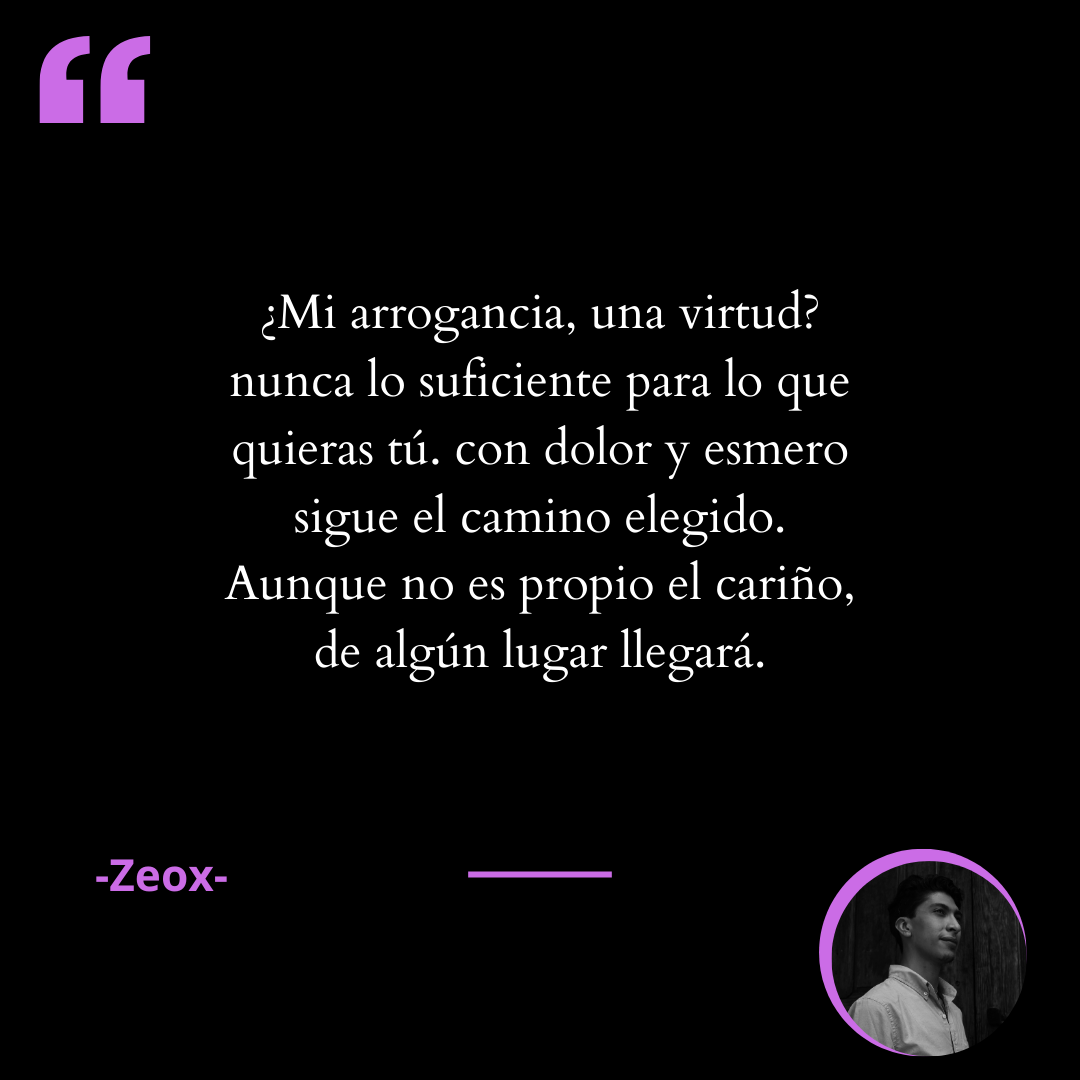 “
¿Mi arrogancia, una virtud?
nunca lo suficiente para lo que
quieras tú. con dolor y esmero
sigue el camino elegido.
Aunque no es propio el cariño,
de algún lugar llegará.
-Zeox-